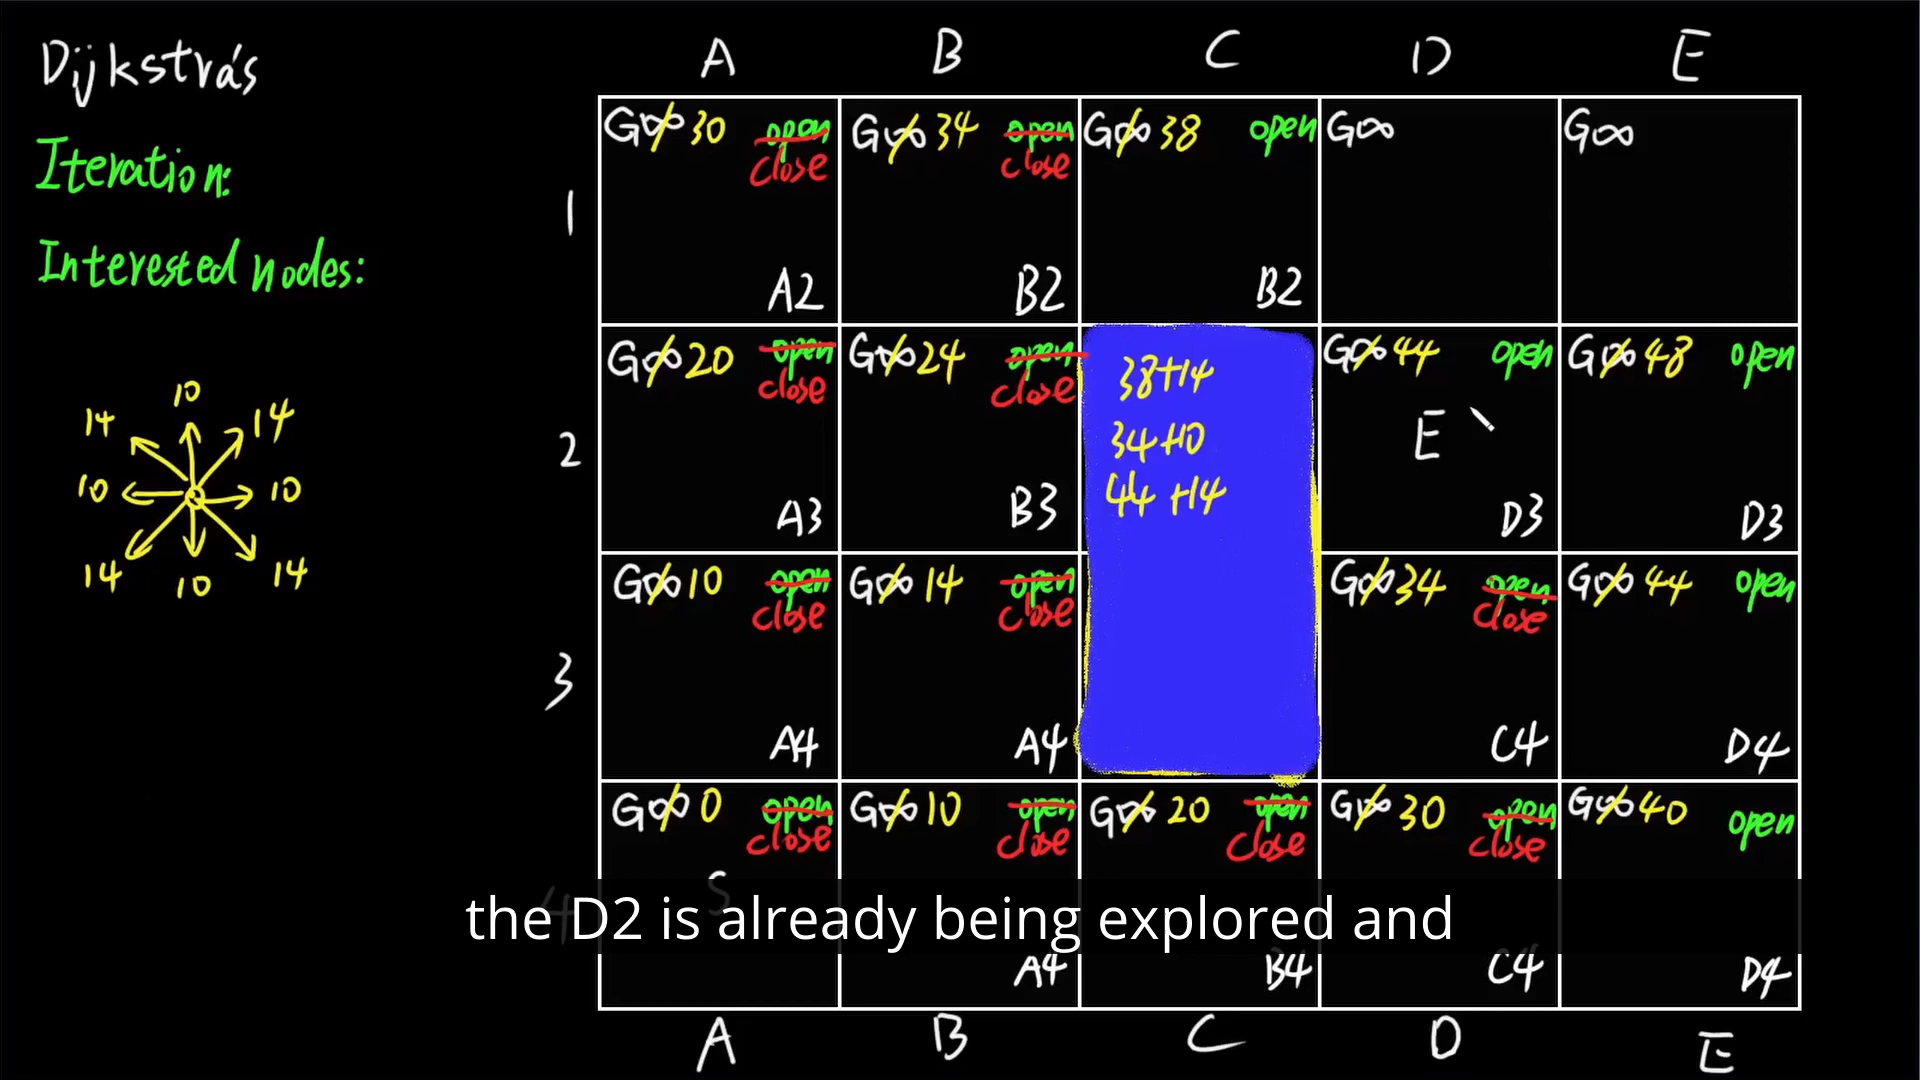 Dijkstra's
Iteration:
Interested nodes:
10
14 14
10 10
14 14
10
A B C D E
1
G∞ 30 open close A2
G∞ 34 open close B2
G∞ 38 open B2
G∞
G∞
2
G∞ 20 open close A3
G∞ 24 open close B3
38+14
34+10
44+14
G∞ 44 open E D3
G∞ 48 open D3
3
G∞ 10 open close A4
G∞ 14 open close A4
G∞ 34 open close C4
G∞ 44 open D4
4
G∞ 0 open close S
G∞ 10 open close A4
G∞ 20 open close B4
G∞ 30 open close C4
G∞ 40 open D4
the D2 is already being explored and
A B C D E